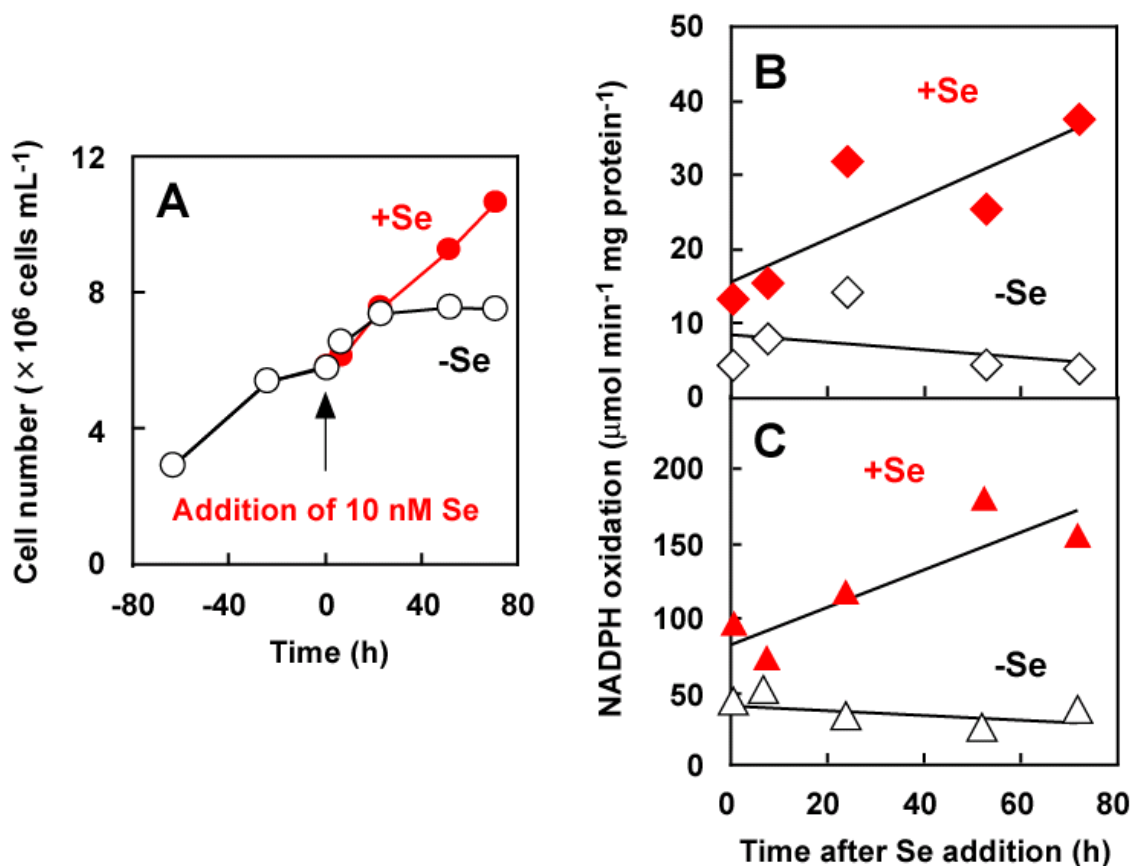 A
+Se
-Se
Addition of 10 nM Se
12
8
4
0
-80
-40
0
40
80
Time (h)
Cell number ( × 10⁶ cells mL⁻¹)
B
+Se
-Se
50
40
30
20
10
0
C
+Se
-Se
200
150
100
50
0
0
20
40
60
80
Time after Se addition (h)
NADPH oxidation (μmol min⁻¹ mg protein⁻¹)